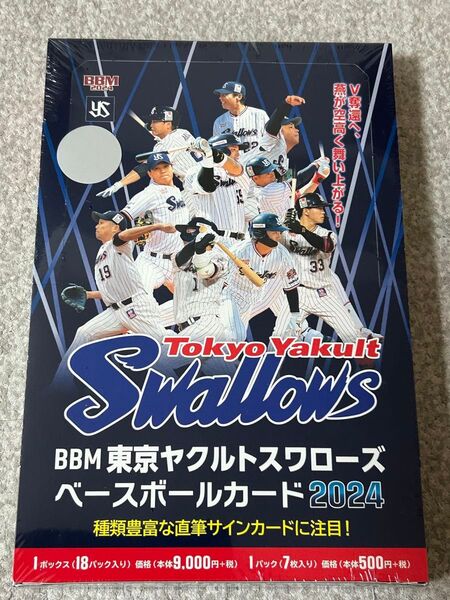 BBM
2024
YS
V奪還へ、
燕が空高く舞い上がる!
Swallows
22
15
19
33
1
Tokyo Yakult
Swallows
BBM 東京ヤクルトスワローズ
ベースボールカード 2024
種類豊富な直筆サインカードに注目!
1ボックス(18パック入り)価格(本体9,000円+税) 1パック(7枚入り)価格(本体500円+税)